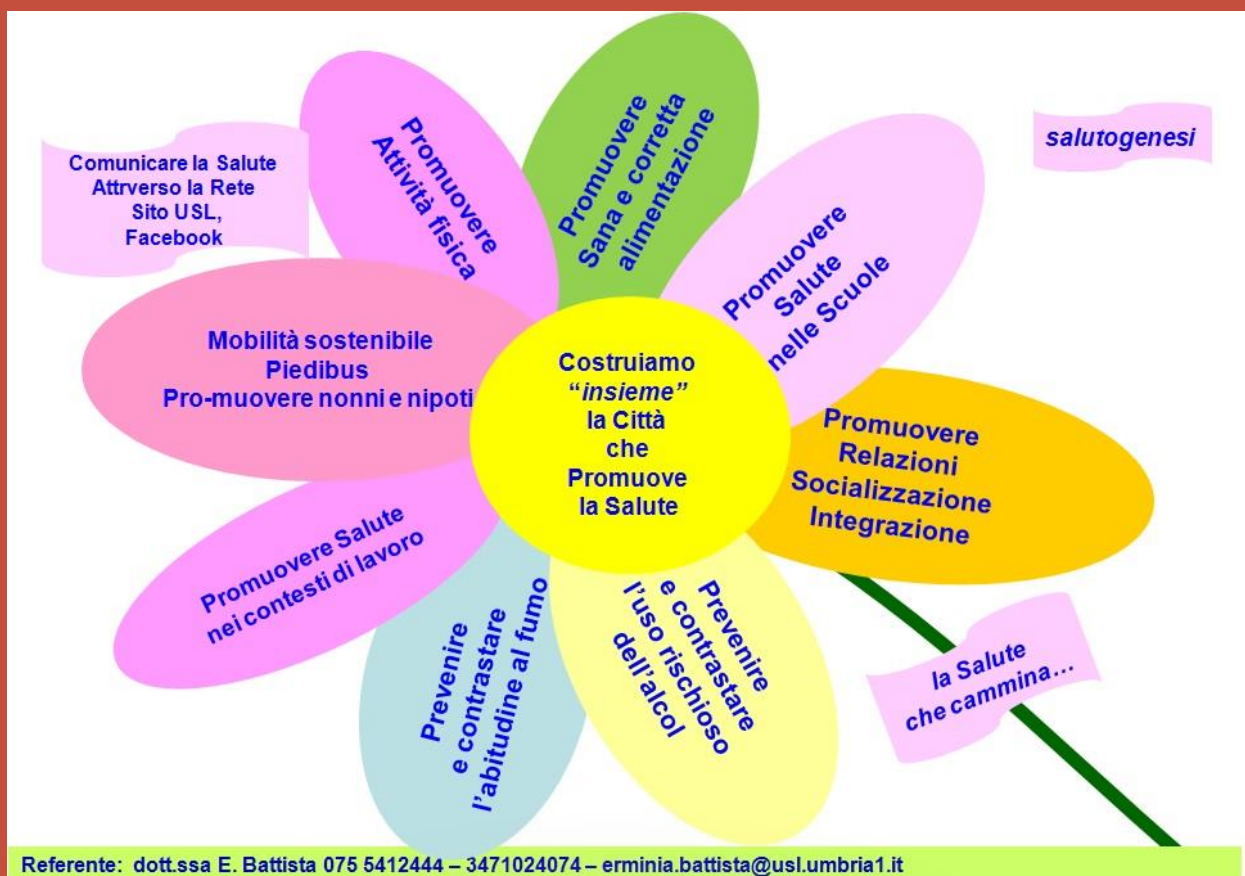 Comunicare la Salute
Attrverso la Rete
Sito USL,
Facebook
Promuovere
Attività fisica
Promuovere
Sana e corretta
alimentazione
Promuovere
Salute
nelle Scuole
salutogenesi
Mobilità sostenibile
Piedibus
Pro-muovere nonni e nipoti
Costruiamo
“insieme”
la Città
che
Promuove
la Salute
Promuovere
Relazioni
Socializzazione
Integrazione
Promuovere Salute
nei contesti di lavoro
Prevenire
e contrastare
l’abitudine al fumo
Prevenire
e contrastare
l’uso rischioso
dell’alcol
la Salute
che cammina…
Referente: dott.ssa E. Battista 075 5412444 – 3471024074 – erminia.battista@usl.umbria1.it